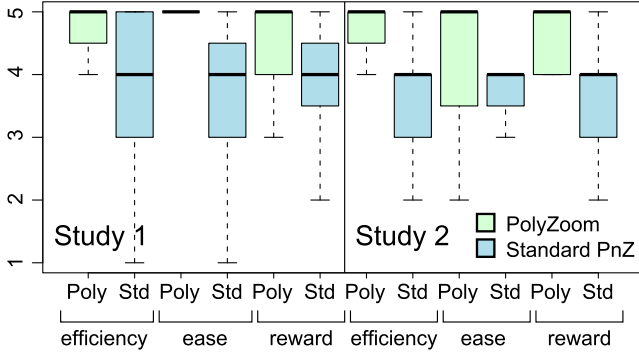 5
4
3
2
1
Study 1
Study 2
PolyZoom
Standard PnZ
Poly Std Poly Std Poly Std Poly Std Poly Std Poly Std
efficiency ease reward efficiency ease reward